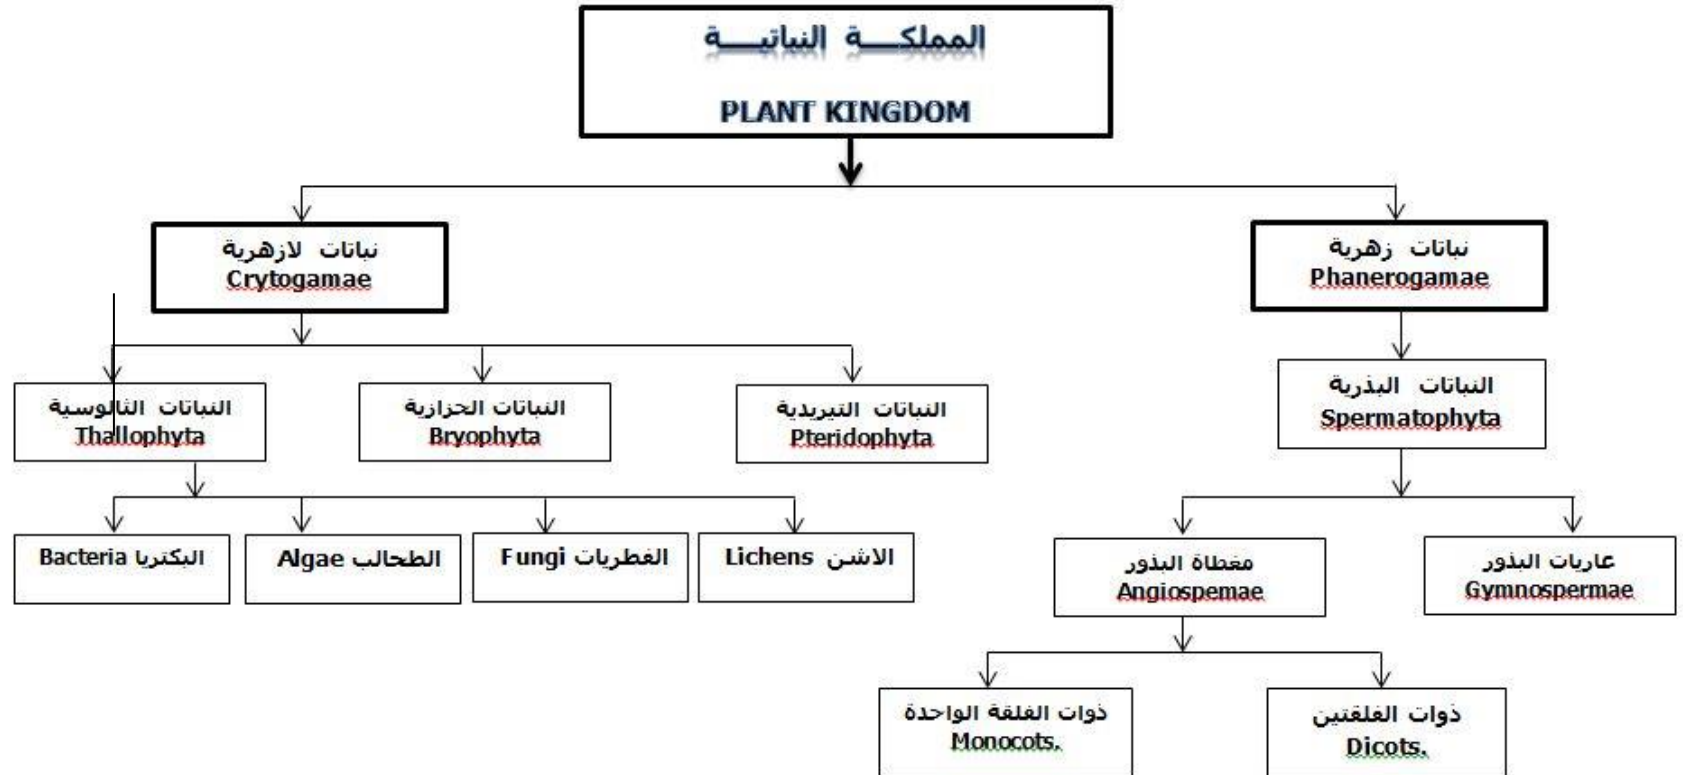 المملكــــة النباتيــــة
PLANT KINGDOM
نباتات لازهرية
Crytogamae
نباتات زهرية
Phanerogamae
النباتات الثالوسية
Thallophyta
النباتات الحزازية
Bryophyta
النباتات التيريدية
Pteridophyta
النباتات البذرية
Spermatophyta
البكتريا Bacteria
الطحالب Algae
الفطريات Fungi
الاشن Lichens
مغطاة البذور
Angiospemae
عاريات البذور
Gymnospermae
ذوات الفلقة الواحدة
Monocots.
ذوات الفلقتين
Dicots.